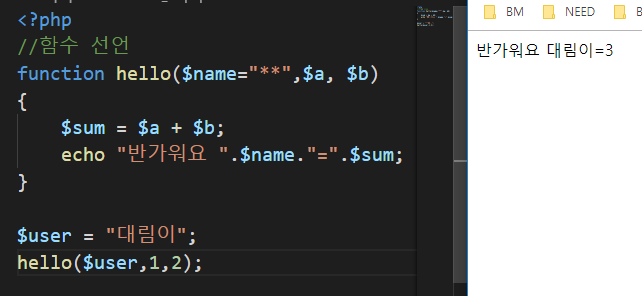 <?php
//함수 선언
function hello($name="**",$a, $b)
{
    $sum = $a + $b;
    echo "반가워요 ".$name."=".$sum;
}
$user = "대림이";
hello($user,1,2);
BM NEED
반가워요 대림이=3